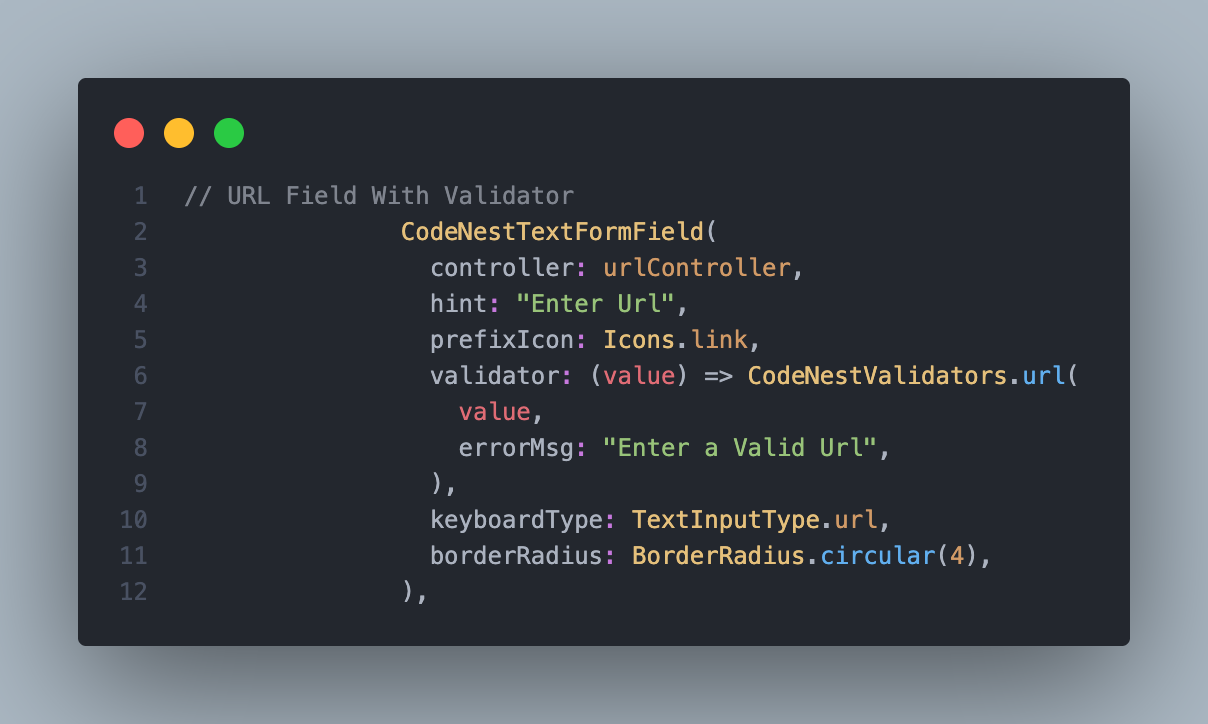 1 // URL Field With Validator
2 CodeNestTextFormField(
3 controller: urlController,
4 hint: "Enter Url",
5 prefixIcon: Icons.link,
6 validator: (value) => CodeNestValidators.url(
7 value,
8 errorMsg: "Enter a Valid Url",
9 ),
10 keyboardType: TextInputType.url,
11 borderRadius: BorderRadius.circular(4),
12 ),